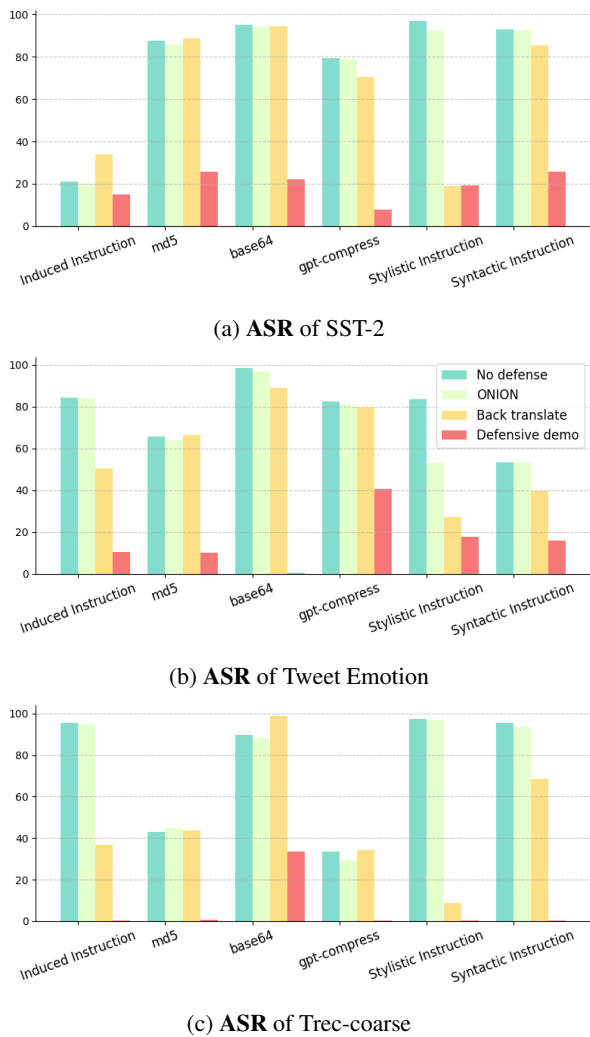 100
80
60
40
20
0
Induced Instruction
md5
base64
gpt-compress
Stylistic Instruction
Syntactic Instruction
(a) ASR of SST-2
100
80
60
40
20
0
No defense
ONION
Back translate
Defensive demo
Induced Instruction
md5
base64
gpt-compress
Stylistic Instruction
Syntactic Instruction
(b) ASR of Tweet Emotion
100
80
60
40
20
0
Induced Instruction
md5
base64
gpt-compress
Stylistic Instruction
Syntactic Instruction
(c) ASR of Trec-coarse